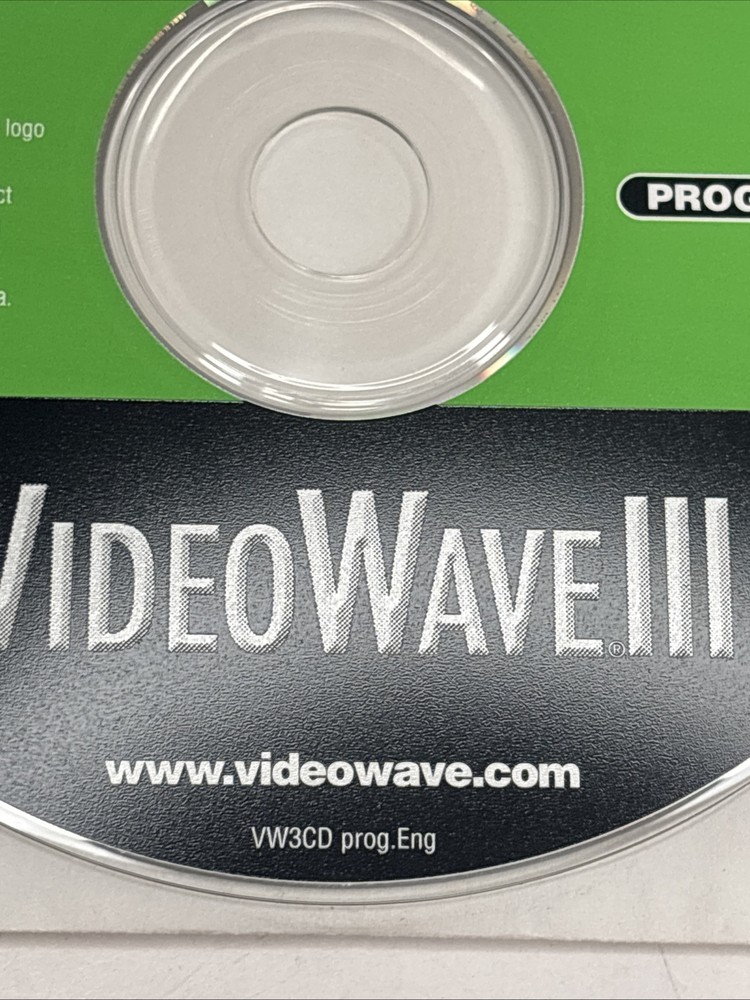 logo
ct
a.
PROG
VIDEOWAVE® III
www.videowave.com
VW3CD prog.Eng